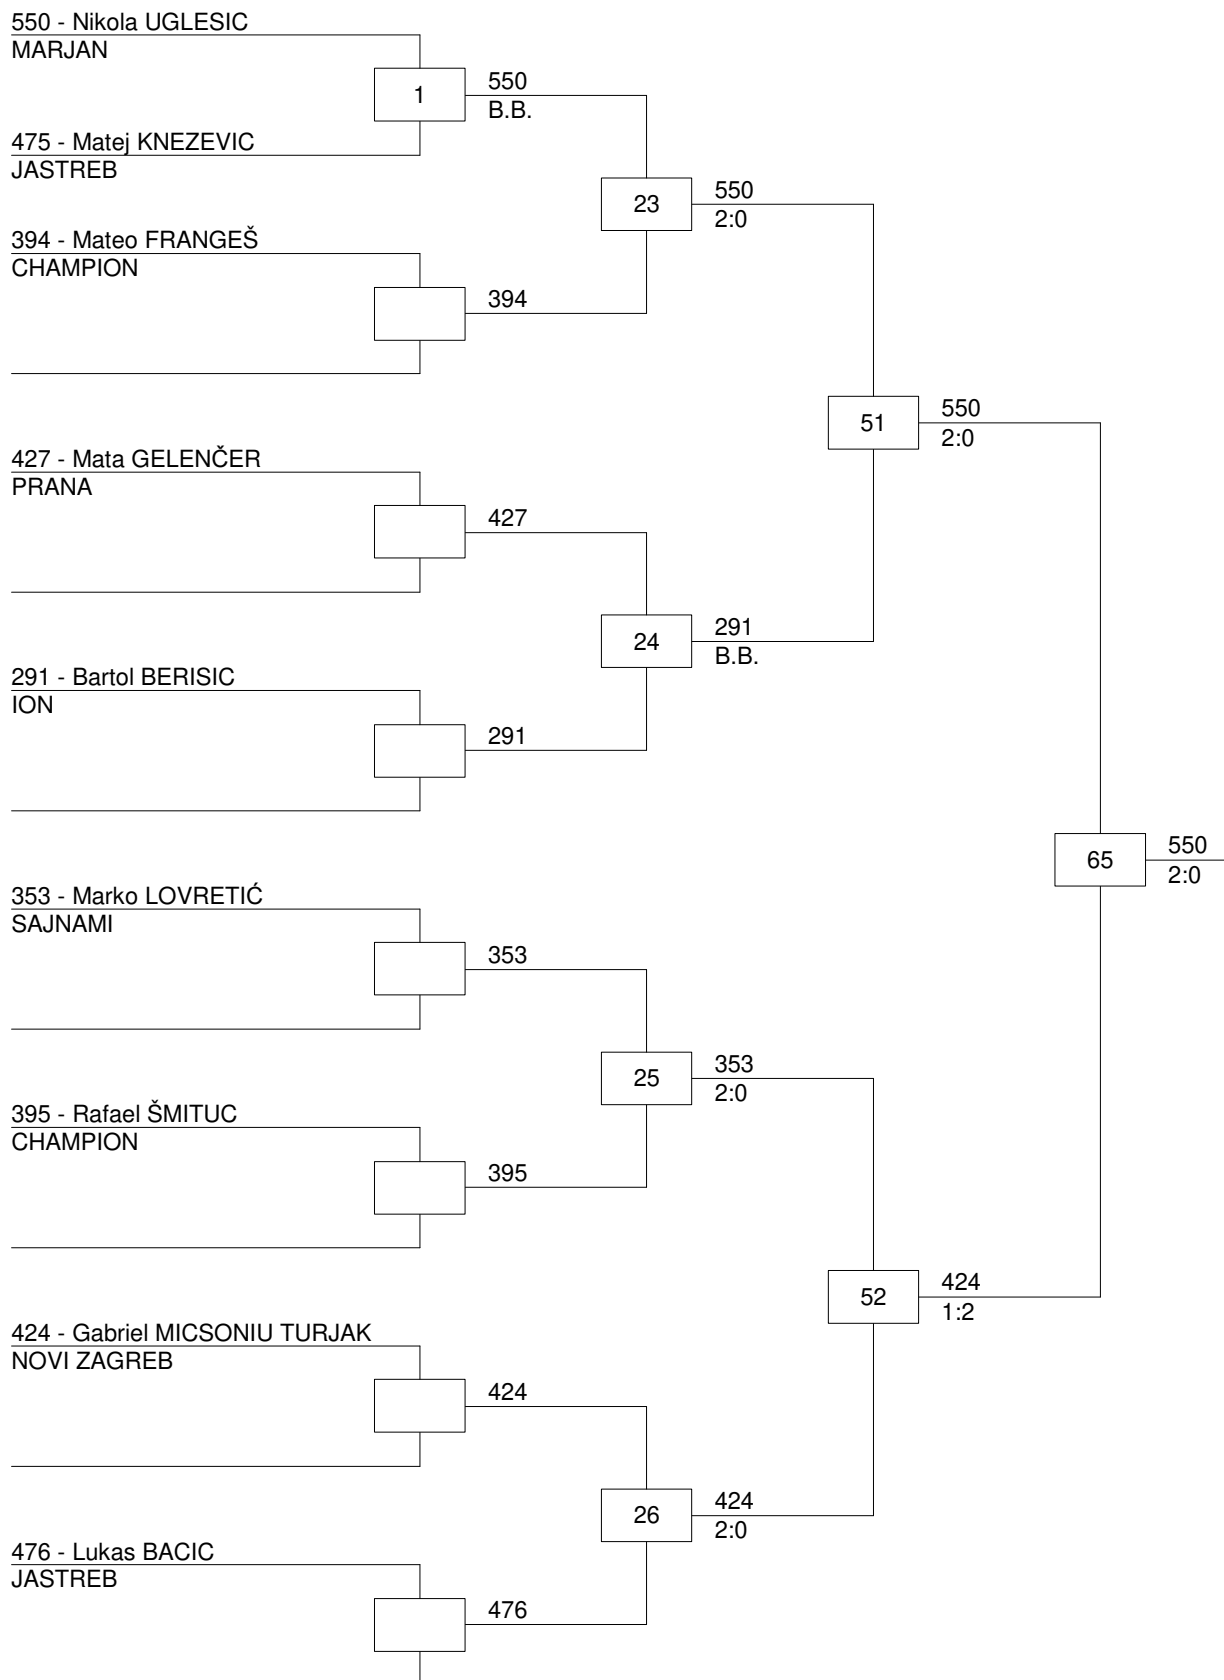 550 - Nikola UGLESIC
MARJAN
1
550
B.B.
475 - Matej KNEZEVIC
JASTREB
23
550
2:0
394 - Mateo FRANGEŠ
CHAMPION
394
51
550
2:0
427 - Mata GELENČER
PRANA
427
24
291
B.B.
291 - Bartol BERISIC
ION
291
65
550
2:0
353 - Marko LOVRETIĆ
SAJNAMI
353
25
353
2:0
395 - Rafael ŠMITUC
CHAMPION
395
52
424
1:2
424 - Gabriel MICSONIU TURJAK
NOVI ZAGREB
424
26
424
2:0
476 - Lukas BACIC
JASTREB
476